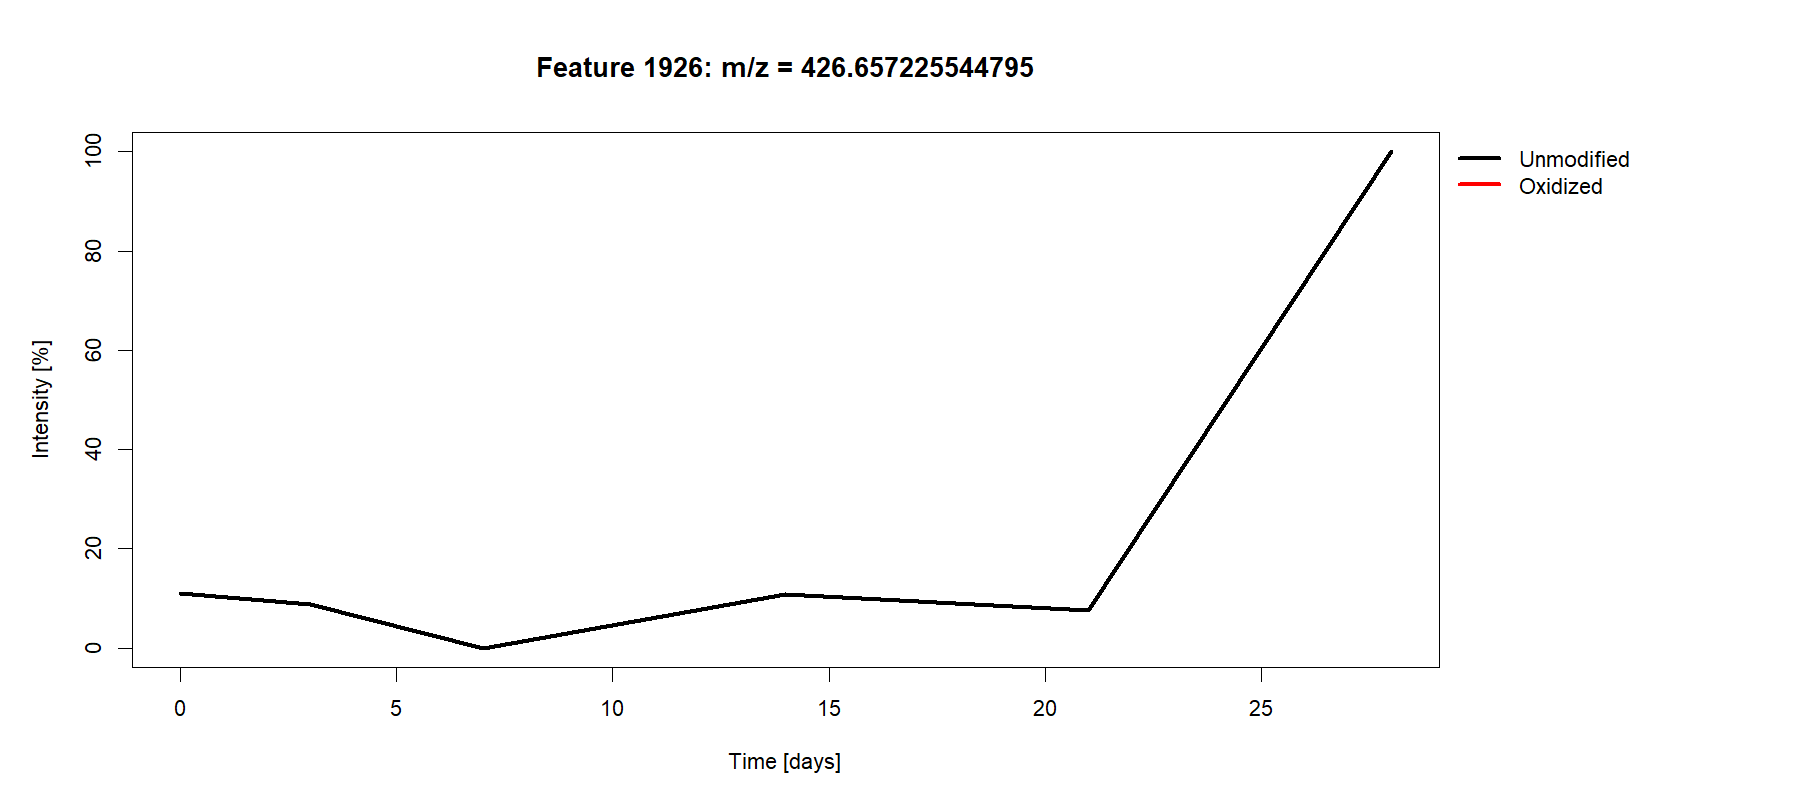 Feature 1926: m/z = 426.657225544795
Unmodified
Oxidized
Intensity [%]
100
80
60
40
20
0
0 5 10 15 20 25
Time [days]